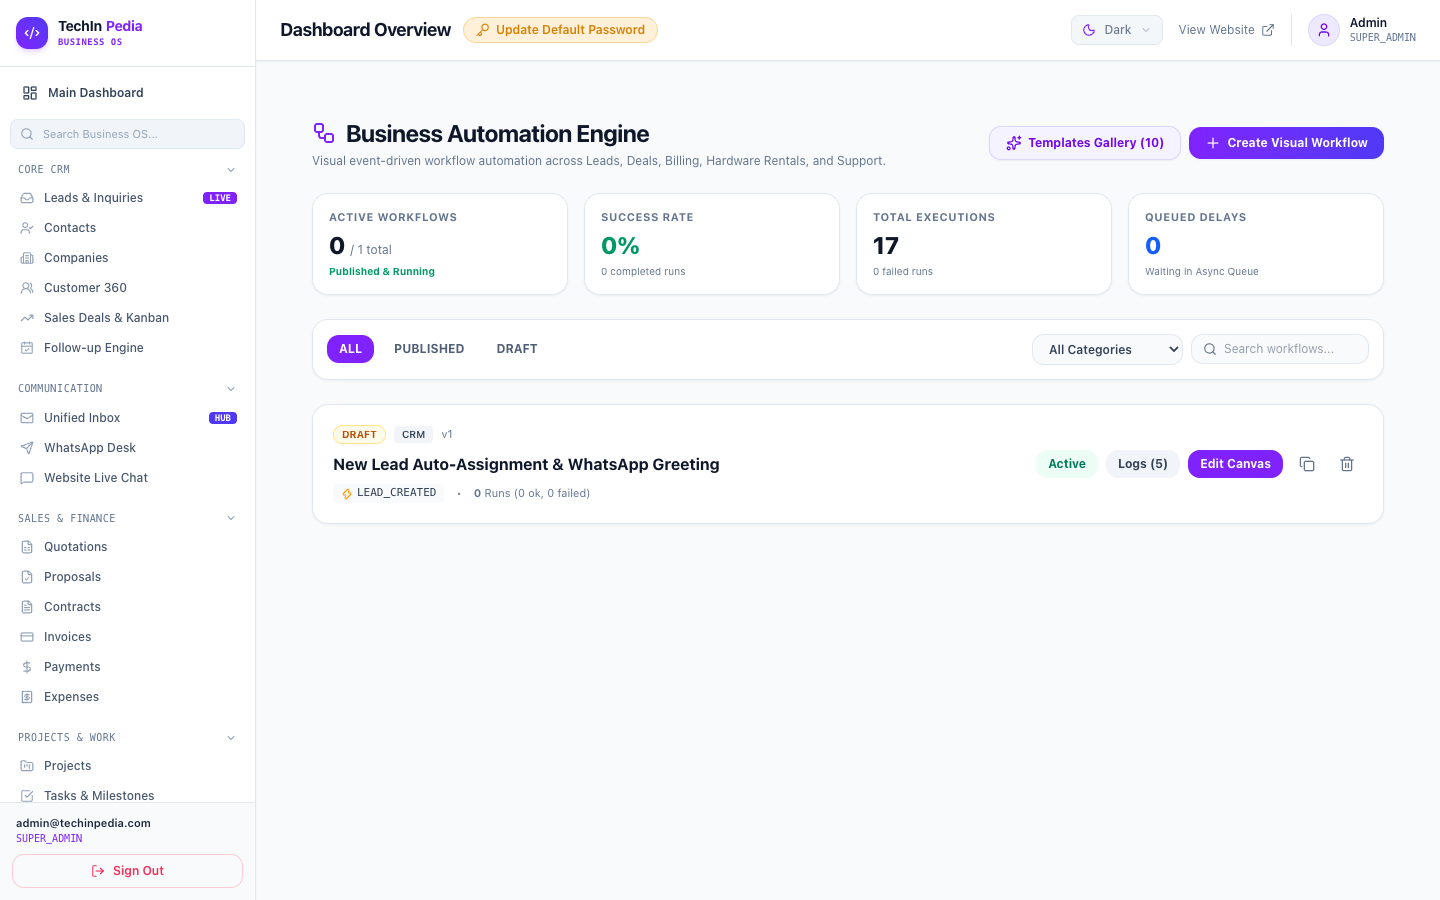 TechIn Pedia
BUSINESS OS
Main Dashboard
Search Business OS...
CORE CRM
Leads & Inquiries LIVE
Contacts
Companies
Customer 360
Sales Deals & Kanban
Follow-up Engine
COMMUNICATION
Unified Inbox HUB
WhatsApp Desk
Website Live Chat
SALES & FINANCE
Quotations
Proposals
Contracts
Invoices
Payments
Expenses
PROJECTS & WORK
Projects
Tasks & Milestones
admin@techinpedia.com
SUPER_ADMIN
Sign Out
Dashboard Overview
Update Default Password
Dark
View Website
Admin
SUPER_ADMIN
Business Automation Engine
Visual event-driven workflow automation across Leads, Deals, Billing, Hardware Rentals, and Support.
Templates Gallery (10)
Create Visual Workflow
ACTIVE WORKFLOWS
0 / 1 total
Published & Running
SUCCESS RATE
0%
0 completed runs
TOTAL EXECUTIONS
17
0 failed runs
QUEUED DELAYS
0
Waiting in Async Queue
ALL PUBLISHED DRAFT
All Categories
Search workflows...
DRAFT CRM v1
New Lead Auto-Assignment & WhatsApp Greeting
LEAD_CREATED • 0 Runs (0 ok, 0 failed)
Active
Logs (5)
Edit Canvas